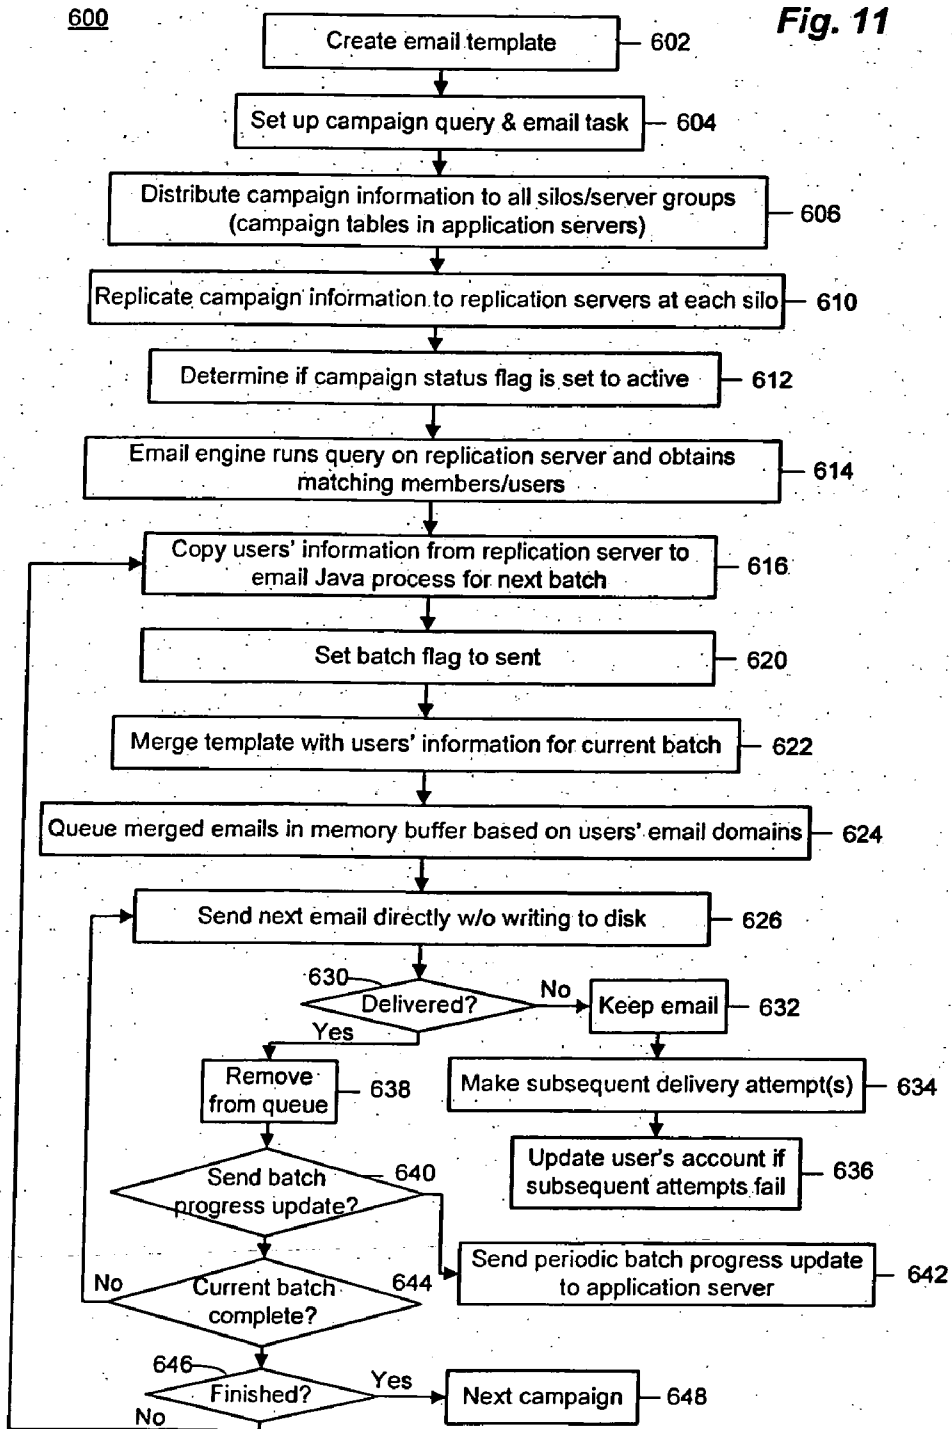 600
Fig. 11
Create email template
602
Set up campaign query & email task
604
Distribute campaign information to all silos/server groups
(campaign tables in application servers)
606
Replicate campaign information to replication servers at each silo
610
Determine if campaign status flag is set to active
612
Email engine runs query on replication server and obtains
matching members/users
614
Copy users' information from replication server to
email Java process for next batch
616
Set batch flag to sent
620
Merge template with users' information for current batch
622
Queue merged emails in memory buffer based on users' email domains
624
Send next email directly w/o writing to disk
626
630
Delivered?
No
Keep email
632
Yes
Remove
from queue
638
Make subsequent delivery attempt(s)
634
Send batch
progress update?
640
Update user's account if
subsequent attempts fail
636
Send periodic batch progress update
to application server
642
No
Current batch
complete?
644
646
Finished?
Yes
Next campaign
648
No